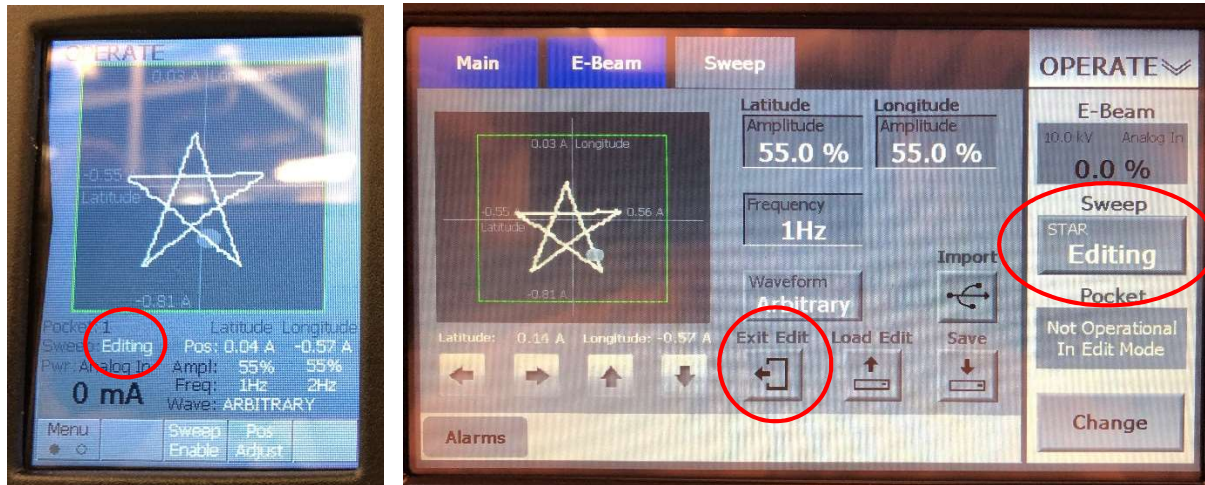 OPERATE
0.03 A Longitude
-0.55
Latitude
-0.81 A
Pocket: 1 Latitude Longitude
Sweep: Editing Pos: 0.04 A -0.57 A
Pwr: Analog In Ampl: 55% 55%
0 mA Freq: 1Hz 2Hz
Wave: ARBITRARY
Menu
Sweep Enable
Pos Adjust
Main E-Beam Sweep
0.03 A Longitude
-0.55 0.56 A
Latitude
-0.81 A
Latitude: 0.14 A Longitude: -0.57 A
Latitude Longitude
Amplitude Amplitude
55.0 % 55.0 %
Frequency
1Hz
Import
Waveform
Arbitrary
Exit Edit Load Edit Save
Alarms
OPERATE
E-Beam
10.0 kV Analog In
0.0 %
Sweep
STAR
Editing
Pocket
Not Operational
In Edit Mode
Change